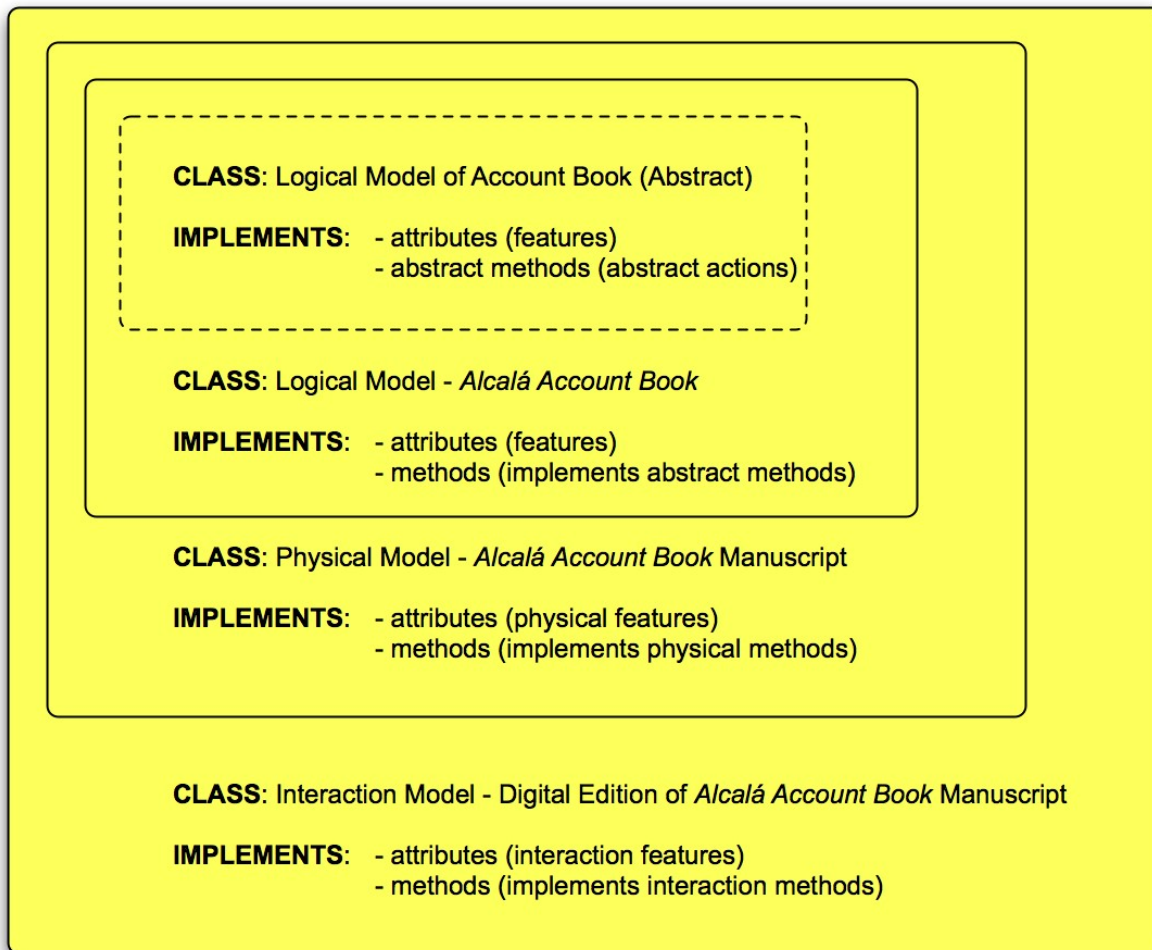 CLASS: Logical Model of Account Book (Abstract)
IMPLEMENTS: - attributes (features)
- abstract methods (abstract actions)
CLASS: Logical Model - Alcalá Account Book
IMPLEMENTS: - attributes (features)
- methods (implements abstract methods)
CLASS: Physical Model - Alcalá Account Book Manuscript
IMPLEMENTS: - attributes (physical features)
- methods (implements physical methods)
CLASS: Interaction Model - Digital Edition of Alcalá Account Book Manuscript
IMPLEMENTS: - attributes (interaction features)
- methods (implements interaction methods)